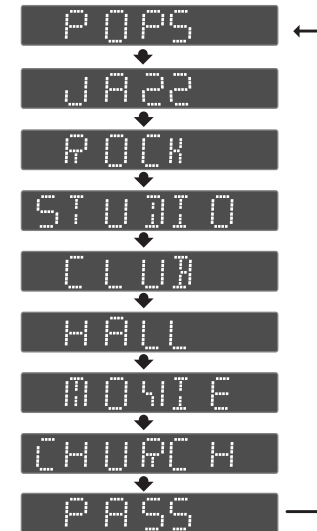 POPS
JAZZ
ROCK
STUDIO
CLUB
HALL
MOVIE
CHURCH
PASS